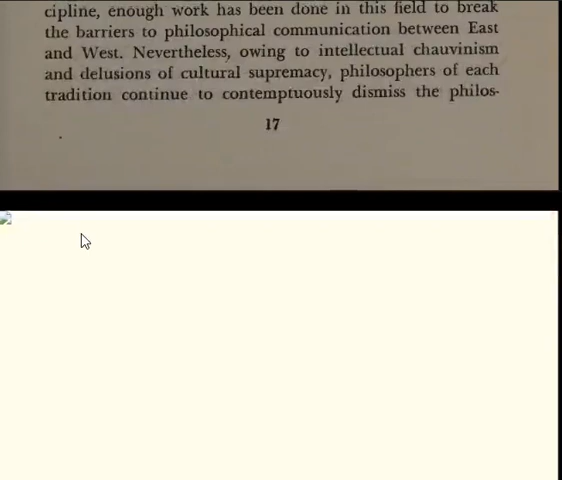 cipline, enough work has been done in this field to break
the barriers to philosophical communication between East
and West. Nevertheless, owing to intellectual chauvinism
and delusions of cultural supremacy, philosophers of each
tradition continue to contemptuously dismiss the philos-
17